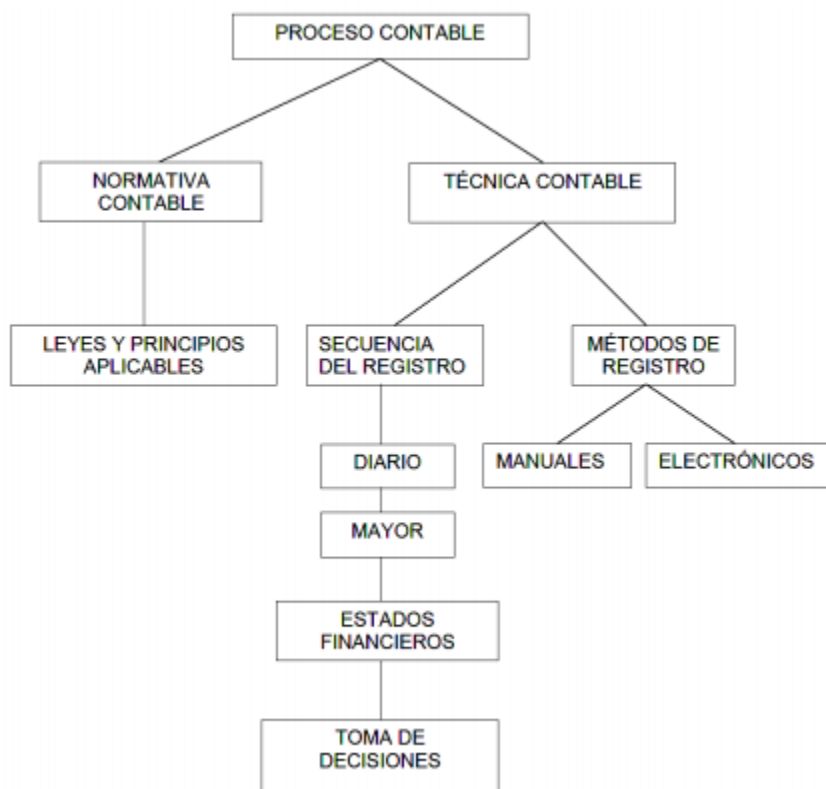 PROCESO CONTABLE
NORMATIVA
CONTABLE
TÉCNICA CONTABLE
LEYES Y PRINCIPIOS
APLICABLES
SECUENCIA
DEL REGISTRO
MÉTODOS DE
REGISTRO
DIARIO
MANUALES
ELECTRÓNICOS
MAYOR
ESTADOS
FINANCIEROS
TOMA DE
DECISIONES